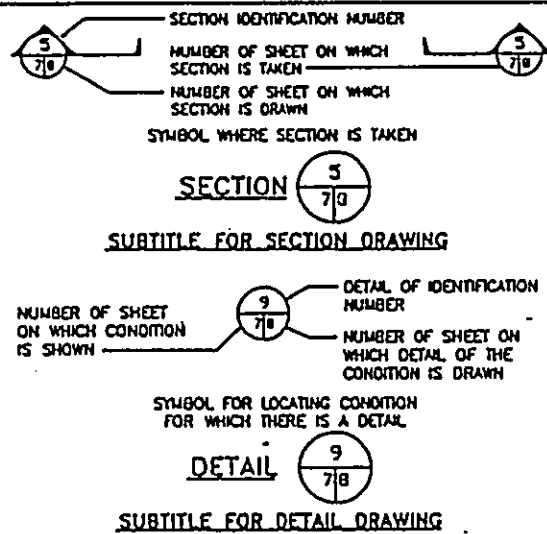 SECTION IDENTIFICATION NUMBER
5
7 8
NUMBER OF SHEET ON WHICH
SECTION IS TAKEN
5
7 8
NUMBER OF SHEET ON WHICH
SECTION IS DRAWN
SYMBOL WHERE SECTION IS TAKEN
SECTION
5
7 8
SUBTITLE FOR SECTION DRAWING
NUMBER OF SHEET
ON WHICH CONDITION
IS SHOWN
9
7 8
DETAIL OF IDENTIFICATION
NUMBER
NUMBER OF SHEET ON
WHICH DETAIL OF THE
CONDITION IS DRAWN
SYMBOL FOR LOCATING CONDITION
FOR WHICH THERE IS A DETAIL
DETAIL
9
7 8
SUBTITLE FOR DETAIL DRAWING